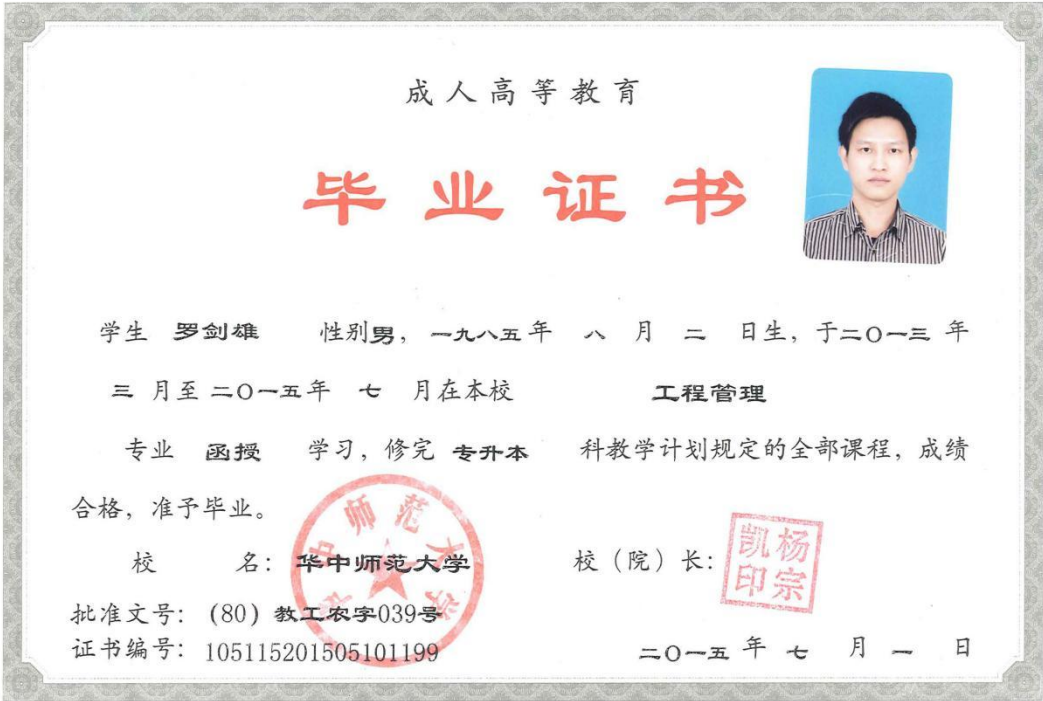 成人高等教育
毕业证书
学生 罗剑雄 性别男，一九八五年 八 月 二 日生，于二〇一三 年
三 月至 二〇一五年 七 月在本校 工程管理
专业 函授 学习，修完 专升本 科教学计划规定的全部课程，成绩
合格，准予毕业。
校 名：华中师范大学 校（院）长：
批准文号：(80) 教工农字039号
证书编号：105115201505101199
二〇一五 年 七 月 一 日
华中师范大学
凯杨
印宗